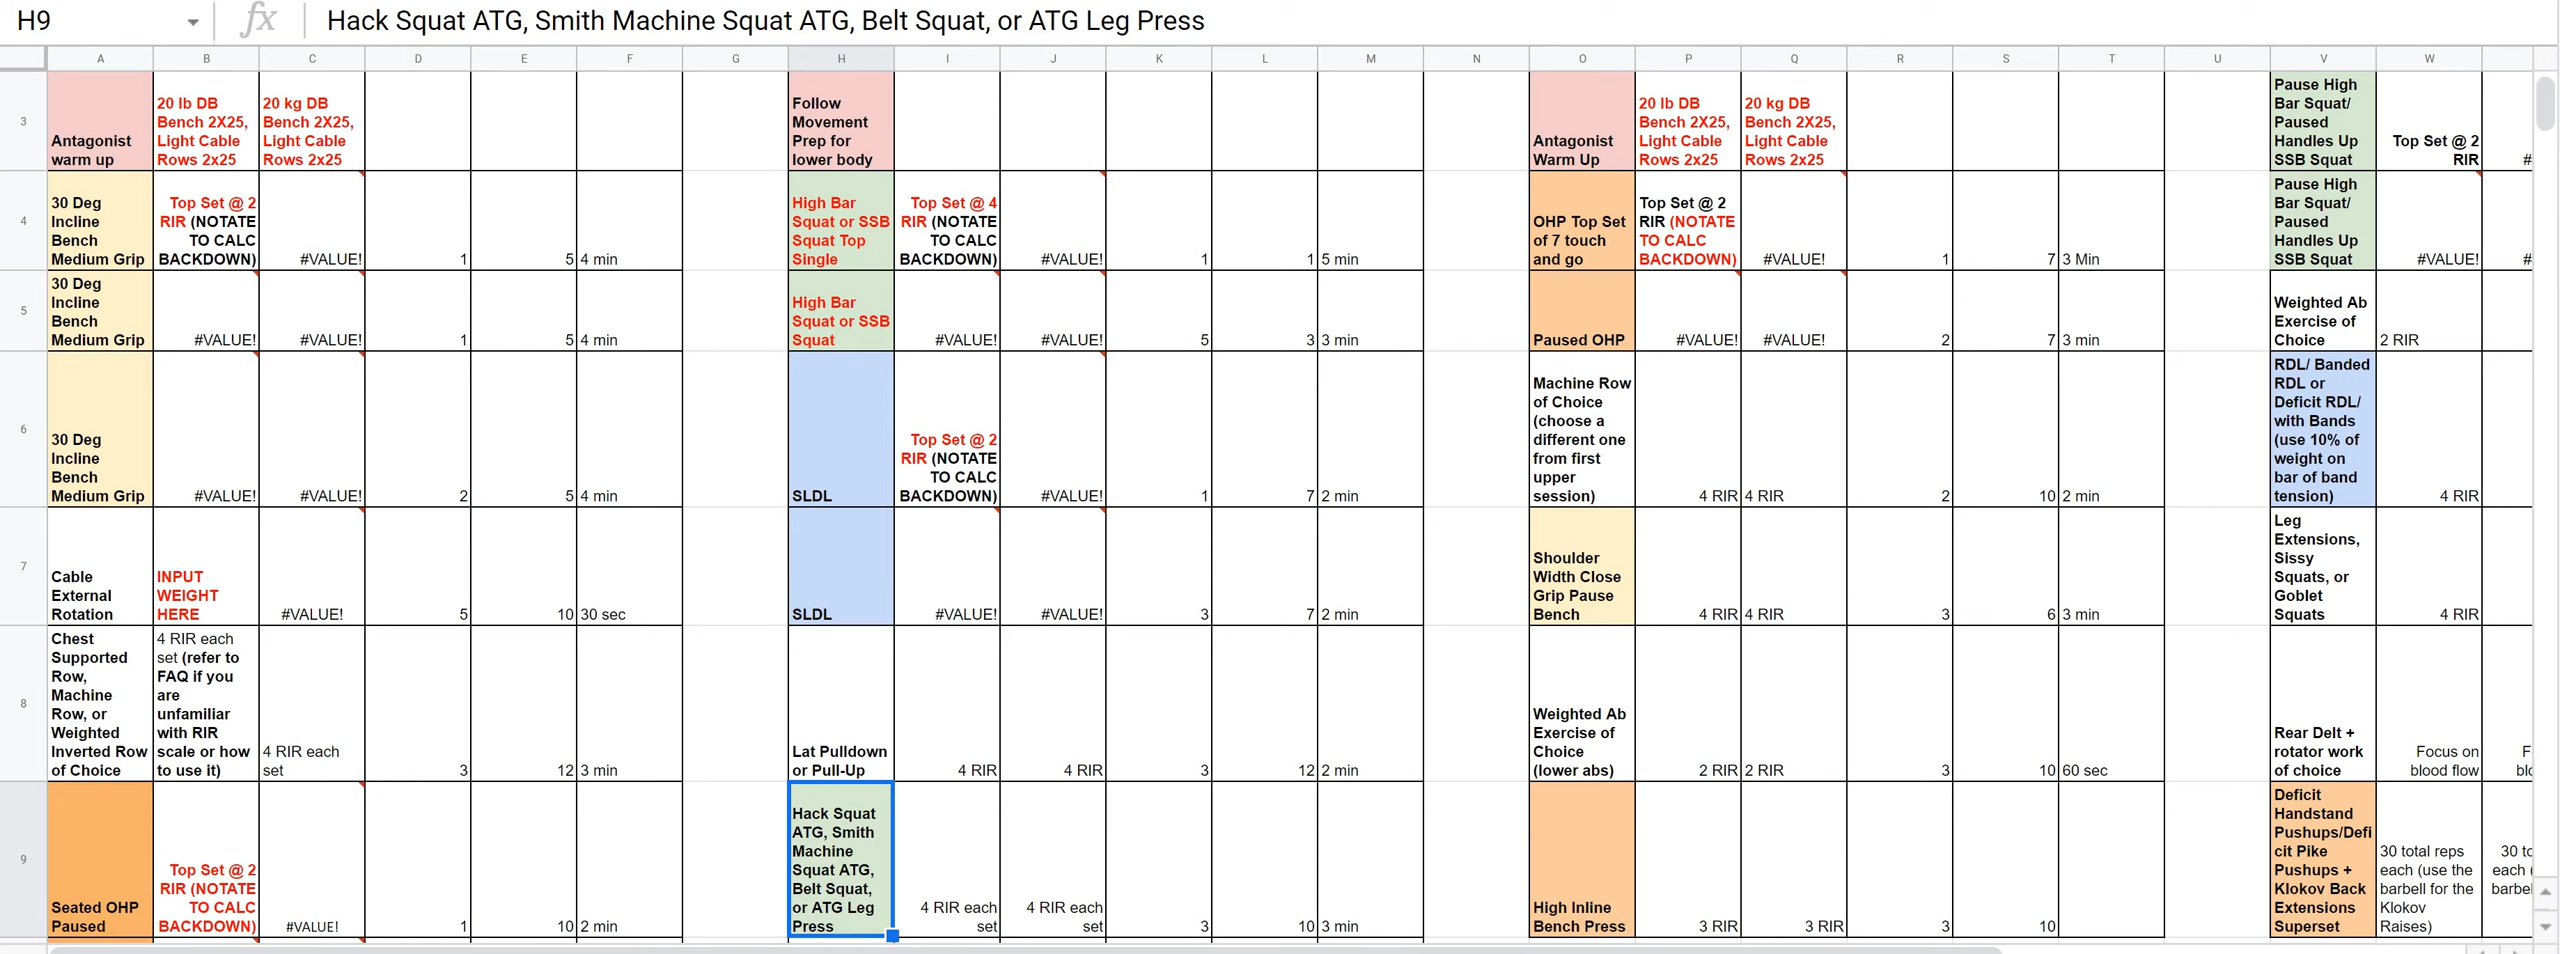 H9
fx
Hack Squat ATG, Smith Machine Squat ATG, Belt Squat, or ATG Leg Press
A B C D E F G H I J K L M N O P Q R S T U V W
3
Antagonist
warm up
20 lb DB
Bench 2X25,
Light Cable
Rows 2x25
20 kg DB
Bench 2X25,
Light Cable
Rows 2x25
Follow
Movement
Prep for
lower body
Antagonist
Warm Up
20 lb DB
Bench 2X25,
Light Cable
Rows 2x25
20 kg DB
Bench 2X25,
Light Cable
Rows 2x25
Pause High
Bar Squat/
Paused
Handles Up
SSB Squat
Top Set @ 2
RIR
#
4
30 Deg
Incline
Bench
Medium Grip
Top Set @ 2
RIR (NOTATE
TO CALC
BACKDOWN)
#VALUE!
1
5
4 min
High Bar
Squat or SSB
Squat Top
Single
Top Set @ 4
RIR (NOTATE
TO CALC
BACKDOWN)
#VALUE!
1
1
5 min
OHP Top Set
of 7 touch
and go
Top Set @ 2
RIR (NOTATE
TO CALC
BACKDOWN)
#VALUE!
1
7
3 Min
Pause High
Bar Squat/
Paused
Handles Up
SSB Squat
#VALUE!
#
5
30 Deg
Incline
Bench
Medium Grip
#VALUE!
#VALUE!
1
5
4 min
High Bar
Squat or SSB
Squat
#VALUE!
#VALUE!
5
3
3 min
Paused OHP
#VALUE!
#VALUE!
2
7
3 min
Weighted Ab
Exercise of
Choice
2 RIR
6
30 Deg
Incline
Bench
Medium Grip
#VALUE!
#VALUE!
2
5
4 min
SLDL
Top Set @ 2
RIR (NOTATE
TO CALC
BACKDOWN)
#VALUE!
1
7
2 min
Machine Row
of Choice
(choose a
different one
from first
upper
session)
4 RIR
4 RIR
2
10
2 min
RDL/ Banded
RDL or
Deficit RDL/
with Bands
(use 10% of
weight on
bar of band
tension)
4 RIR
7
Cable
External
Rotation
INPUT
WEIGHT
HERE
#VALUE!
5
10
30 sec
SLDL
#VALUE!
#VALUE!
3
7
2 min
Shoulder
Width Close
Grip Pause
Bench
4 RIR
4 RIR
3
6
3 min
Leg
Extensions,
Sissy
Squats, or
Goblet
Squats
4 RIR
8
Chest
Supported
Row,
Machine
Row, or
Weighted
Inverted Row
of Choice
4 RIR each
set (refer to
FAQ if you
are
unfamiliar
with RIR
scale or how
to use it)
4 RIR each
set
3
12
3 min
Lat Pulldown
or Pull-Up
4 RIR
4 RIR
3
12
2 min
Weighted Ab
Exercise of
Choice
(lower abs)
2 RIR
2 RIR
3
10
60 sec
Rear Delt +
rotator work
of choice
Focus on
blood flow
9
Seated OHP
Paused
Top Set @ 2
RIR (NOTATE
TO CALC
BACKDOWN)
#VALUE!
1
10
2 min
Hack Squat
ATG, Smith
Machine
Squat ATG,
Belt Squat,
or ATG Leg
Press
4 RIR each
set
4 RIR each
set
3
10
3 min
High Inline
Bench Press
3 RIR
3 RIR
3
10
Deficit
Handstand
Pushups/Defi
cit Pike
Pushups +
Klokov Back
Extensions
Superset
30 total reps
each (use the
barbell for the
Klokov
Raises)